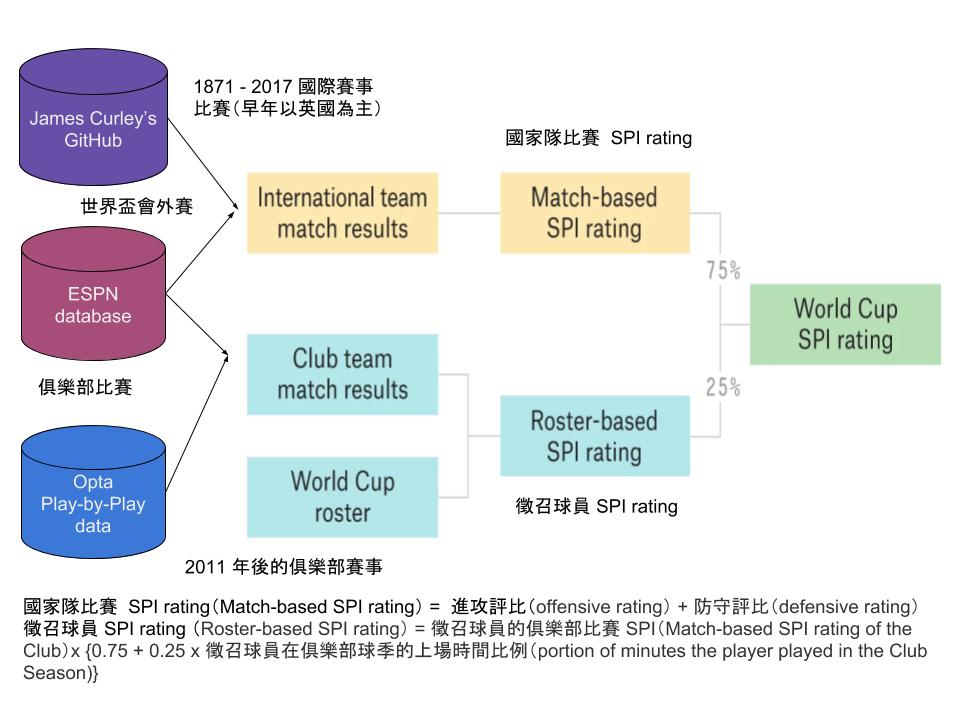 James Curley's
GitHub
1871 - 2017 國際賽事
比賽（早年以英國為主）
世界盃會外賽
ESPN
database
俱樂部比賽
Opta
Play-by-Play
data
2011 年後的俱樂部賽事
International team
match results
國家隊比賽 SPI rating
Match-based
SPI rating
Club team
match results
World Cup
roster
Roster-based
SPI rating
徵召球員 SPI rating
75%
25%
World Cup
SPI rating
國家隊比賽 SPI rating（Match-based SPI rating）= 進攻評比（offensive rating）+ 防守評比（defensive rating）
徵召球員 SPI rating （Roster-based SPI rating）= 徵召球員的俱樂部比賽 SPI（Match-based SPI rating of the
Club）x {0.75 + 0.25 x 徵召球員在俱樂部球季的上場時間比例（portion of minutes the player played in the Club
Season)}